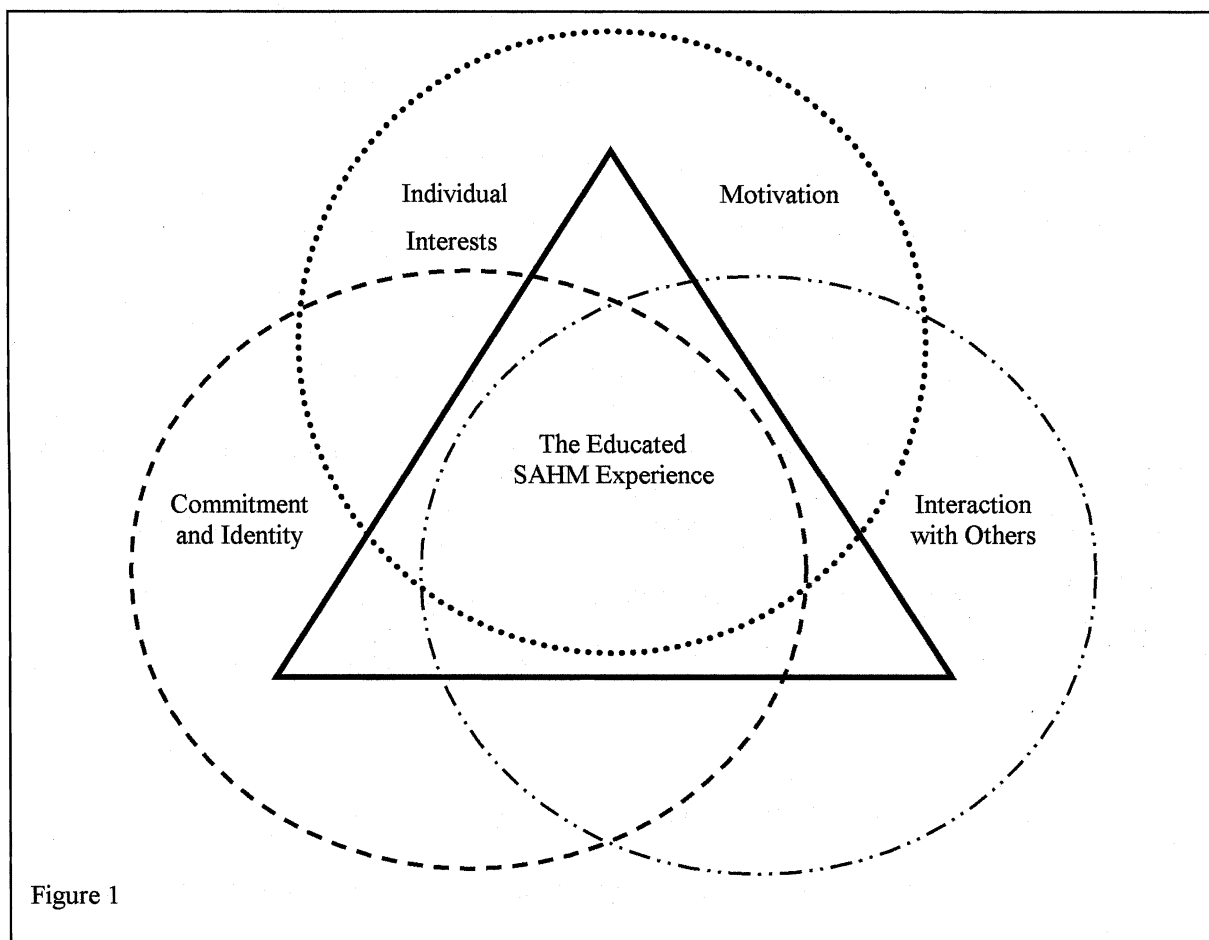 Individual
Interests
Motivation
The Educated
SAHM Experience
Commitment
and Identity
Interaction
with Others
Figure 1